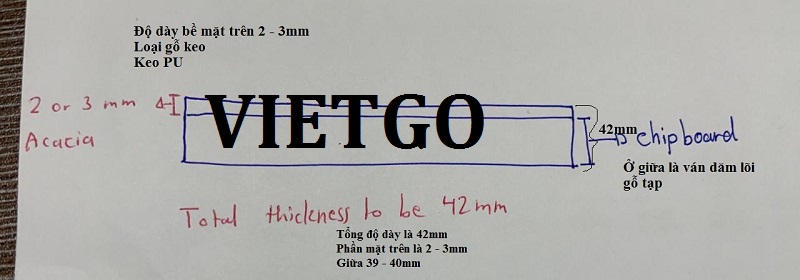 Độ dày bề mặt trên 2 - 3mm
Loại gỗ keo
Keo PU
2 or 3 mm
Acacia
VIETGO
42mm
chipboard
Ở giữa là ván dăm lõi
gỗ tạp
Total thickness to be 42mm
Tổng độ dày là 42mm
Phần mặt trên là 2 - 3mm
Giữa 39 - 40mm